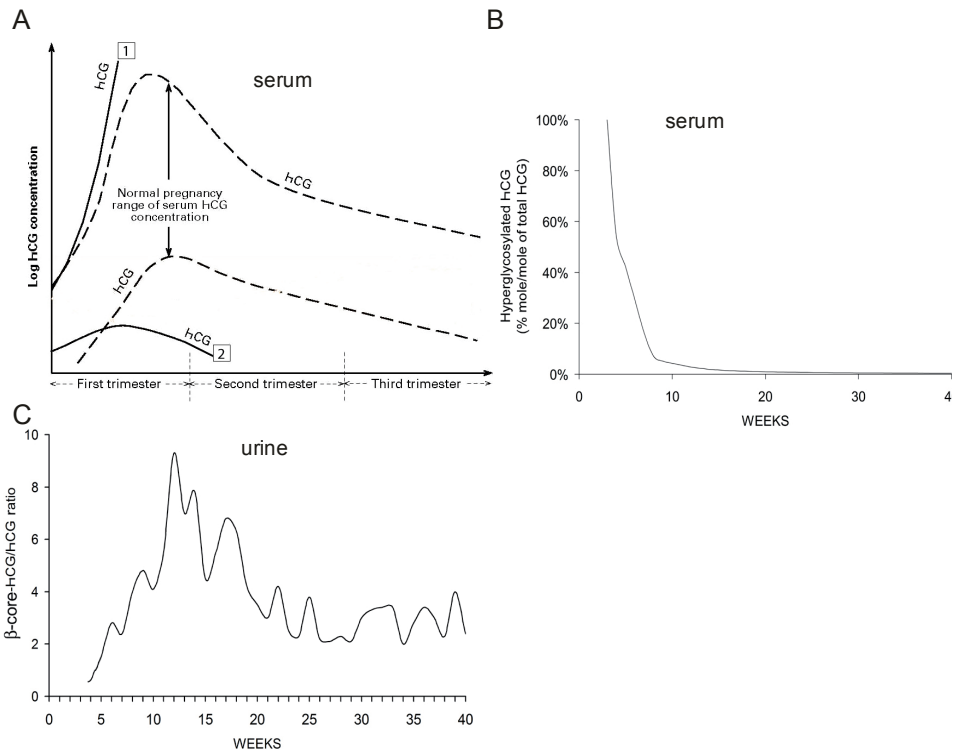 A
1
hCG
serum
hCG
Normal pregnancy
range of serum hCG
concentration
Log hCG concentration
hCG
hCG
2
First trimester
Second trimester
Third trimester
B
serum
100%
80%
60%
40%
20%
0%
Hyperglycosylated HCG
(% mole/mole of total HCG)
0
10
20
30
4
WEEKS
C
urine
10
8
6
4
2
0
β-core-HCG/HCG ratio
0
5
10
15
20
25
30
35
40
WEEKS